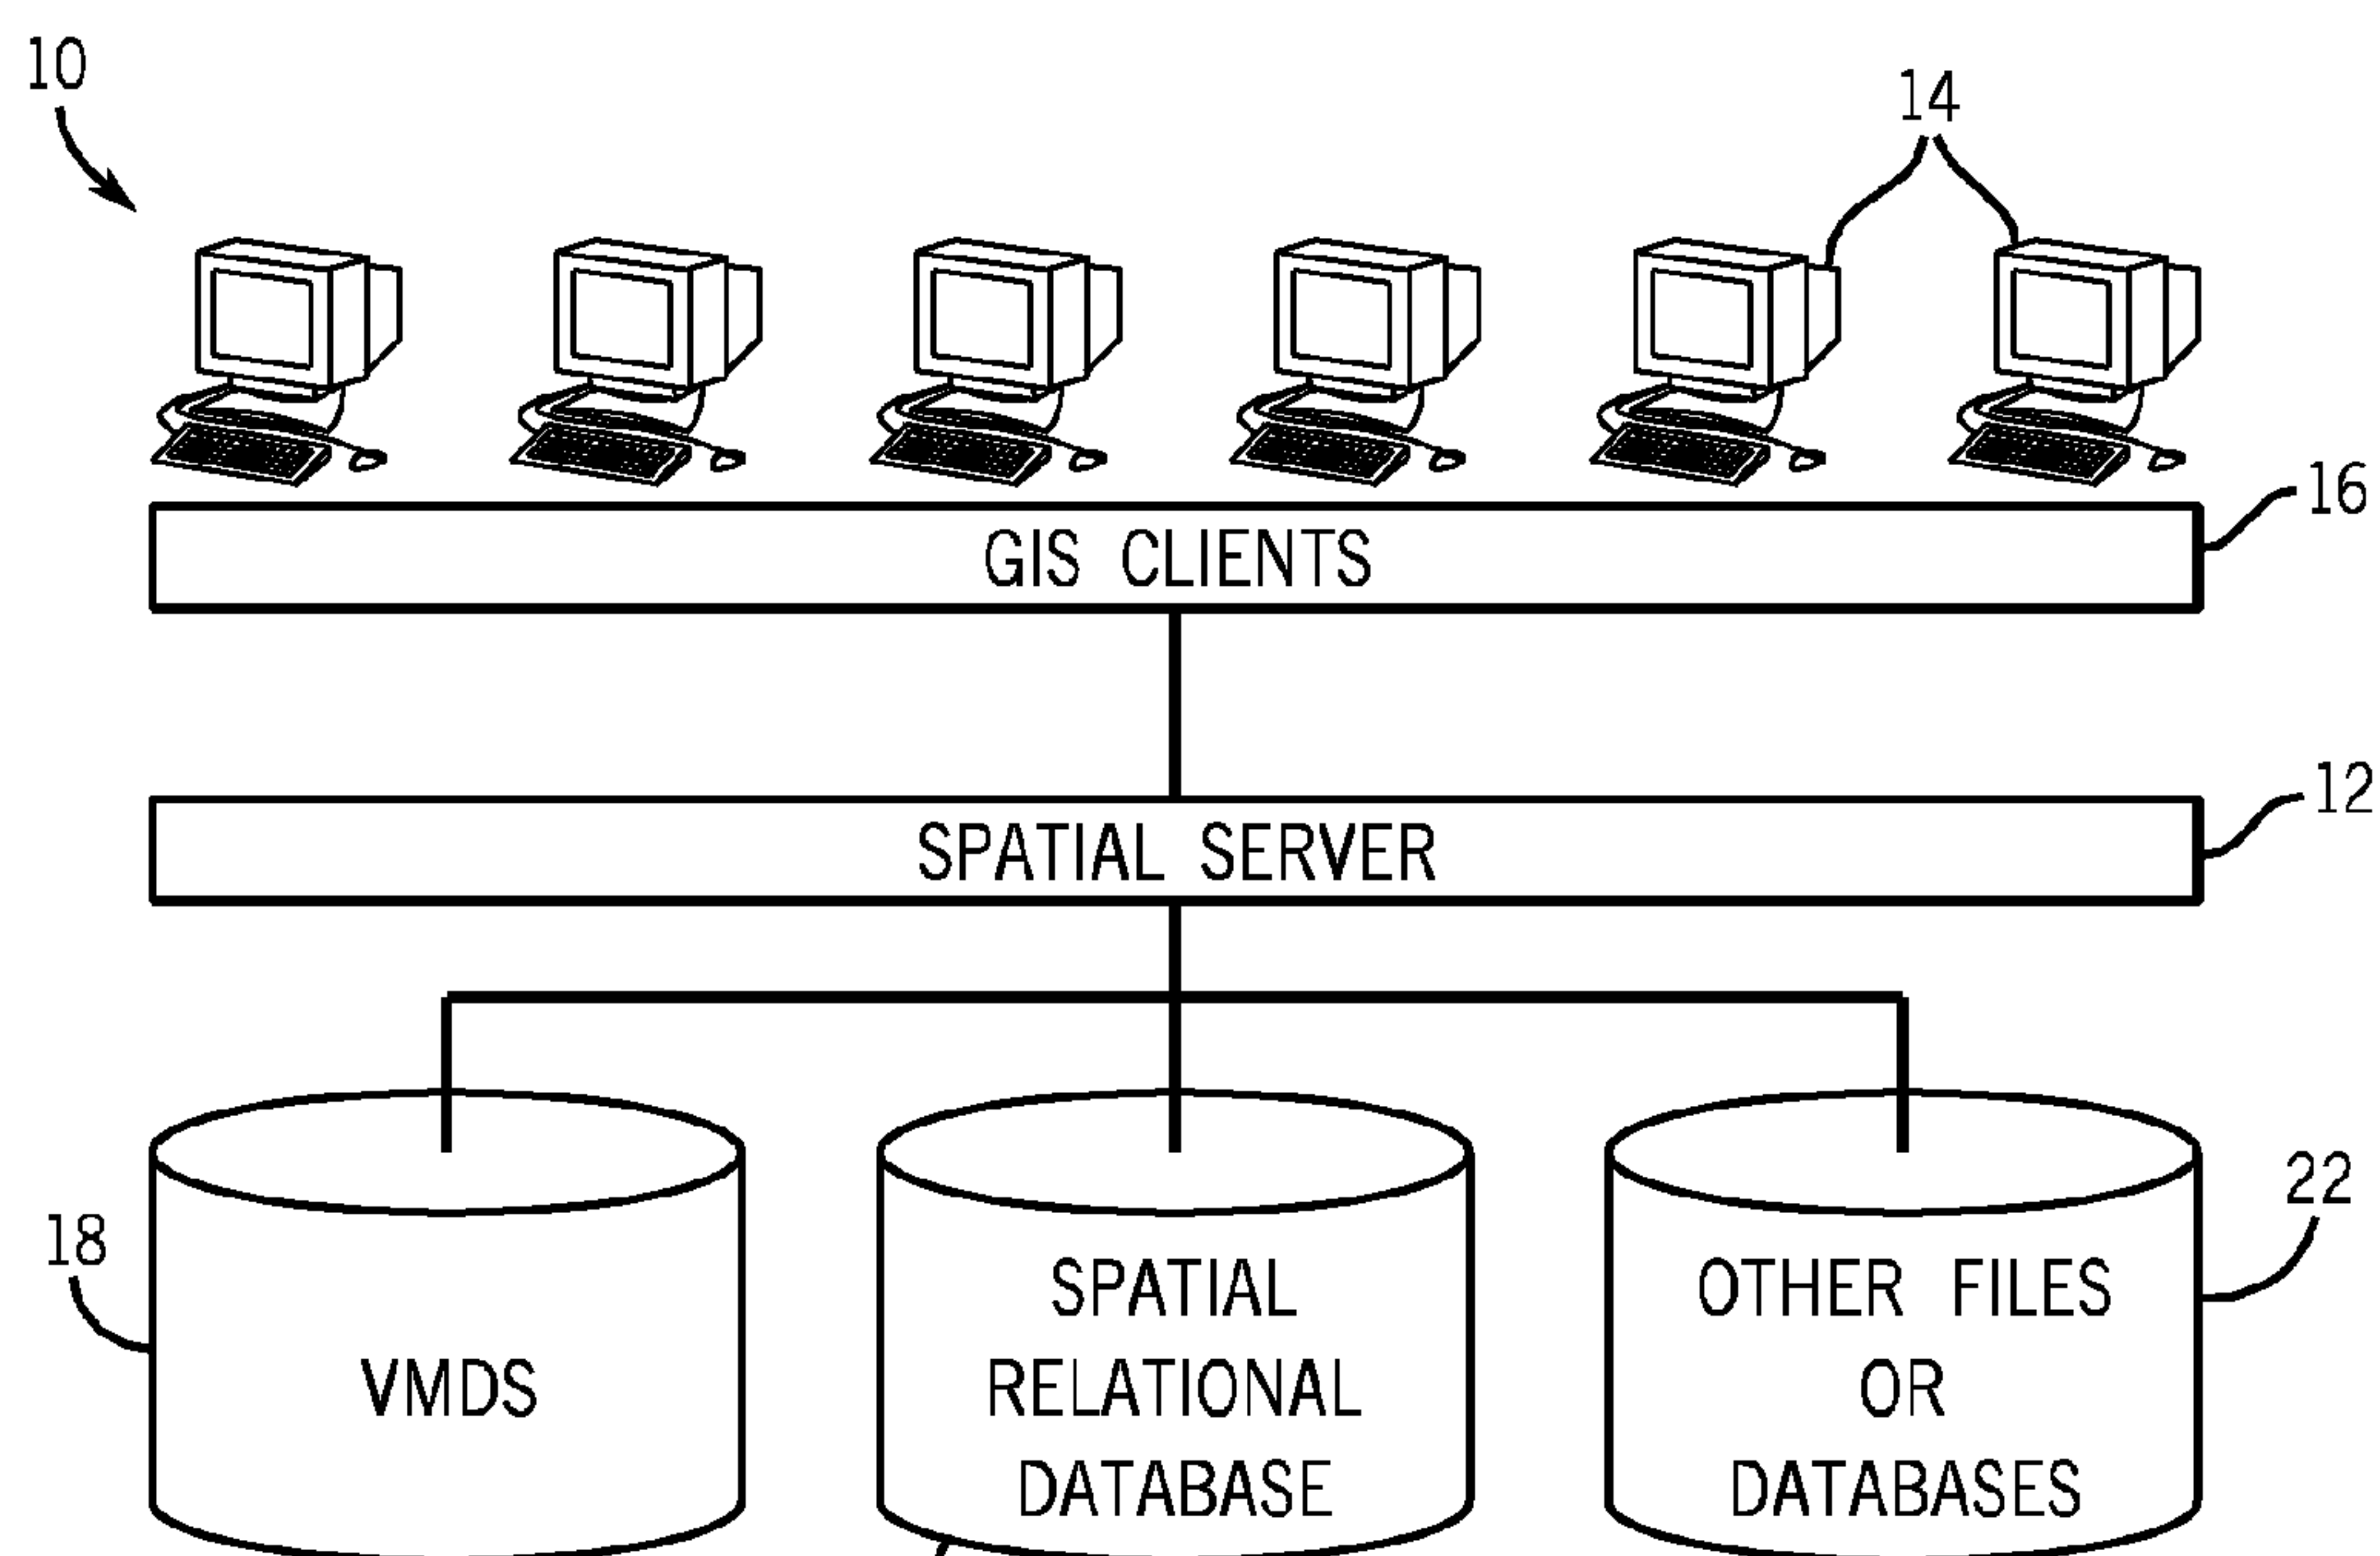 10
14
16
GIS CLIENTS
12
SPATIAL SERVER
22
18
SPATIAL
RELATIONAL
DATABASE
OTHER FILES
OR
DATABASES
VMDS